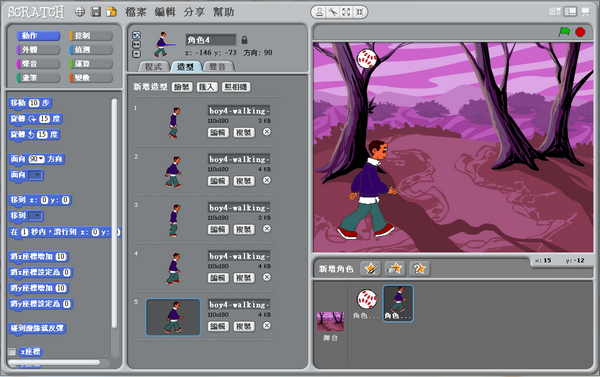 SCRATCH 檔案 編輯 分享 幫助
動作 控制
外觀 偵測
聲音 運算
畫筆 變數
移動 10 步
旋轉 15 度
旋轉 15 度
面向 90 方向
面向
移到 x: 0 y: 0
移到
在 1 秒內，滑行到 x: 0 y:
將x座標增加 10
將x座標設定為 0
將y座標增加 10
將y座標設定為 0
碰到邊緣就反彈
x座標
角色4
x: -146 y: -73 方向: 90
程式 造型 聲音
新增造型 繪製 匯入 照相機
1 boy4-walking-
110x180 3 KB
編輯 複製
2 boy4-walking-
110x180 4 KB
編輯 複製
3 boy4-walking-
110x180 3 KB
編輯 複製
4 boy4-walking-
110x180 4 KB
編輯 複製
5 boy4-walking-
110x180 4 KB
編輯 複製
x: 15 y: -12
新增角色
角色...
角色...
舞台